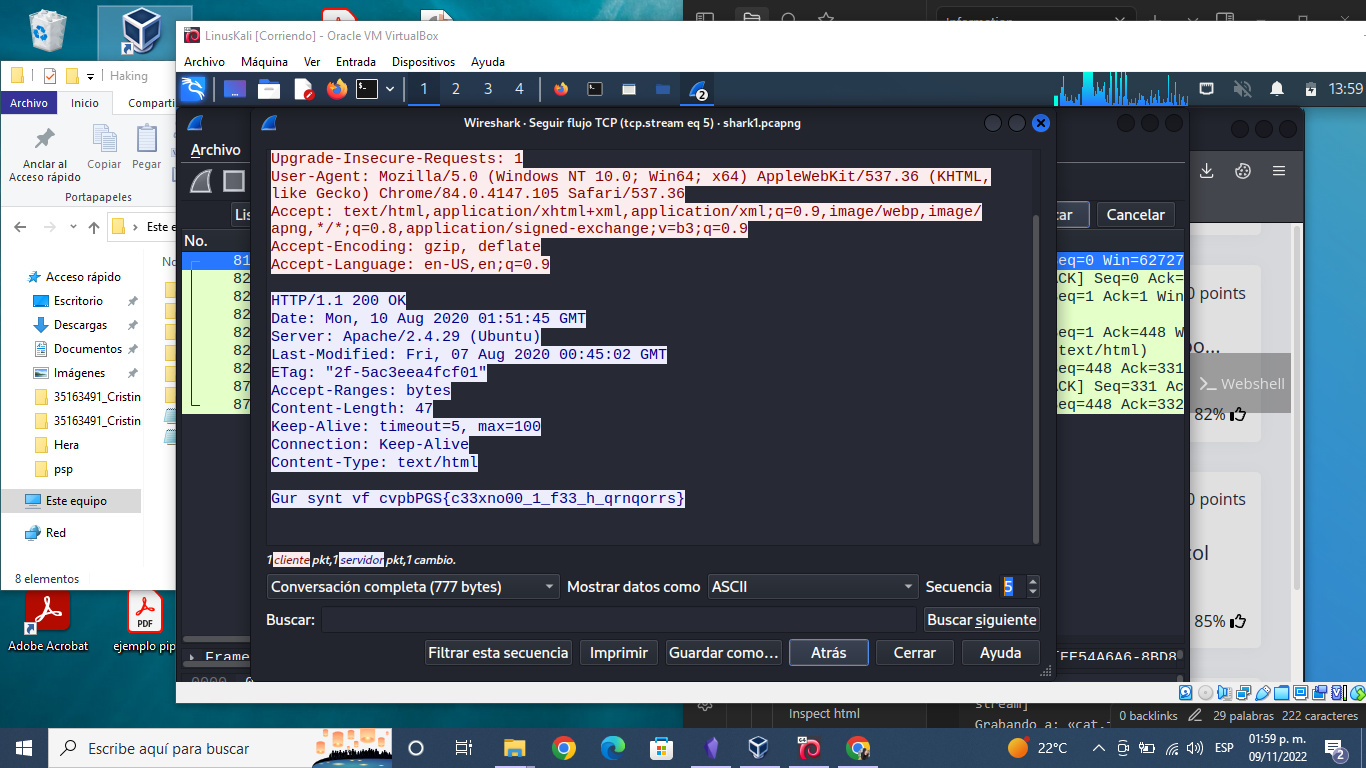 LinusKali [Corriendo] - Oracle VM VirtualBox
Archivo Máquina Ver Entrada Dispositivos Ayuda
Haking
Archivo Inicio Comparti
Anclar al
Acceso rápido
Copiar
Pegar
Portapapeles
Este e
Acceso rápido
Escritorio
Descargas
Documentos
Imágenes
35163491_Cristin
35163491_Cristin
Hera
psp
Este equipo
Red
8 elementos
Adobe Acrobat
ejemplo pip
1 2 3 4
2
13:59
Wireshark · Seguir flujo TCP (tcp.stream eq 5) · shark1.pcapng
Archivo
No.
81
82
82
82
82
82
82
87
87
Upgrade-Insecure-Requests: 1
User-Agent: Mozilla/5.0 (Windows NT 10.0; Win64; x64) AppleWebKit/537.36 (KHTML,
like Gecko) Chrome/84.0.4147.105 Safari/537.36
Accept: text/html,application/xhtml+xml,application/xml;q=0.9,image/webp,image/
apng,*/*;q=0.8,application/signed-exchange;v=b3;q=0.9
Accept-Encoding: gzip, deflate
Accept-Language: en-US,en;q=0.9
HTTP/1.1 200 OK
Date: Mon, 10 Aug 2020 01:51:45 GMT
Server: Apache/2.4.29 (Ubuntu)
Last-Modified: Fri, 07 Aug 2020 00:45:02 GMT
ETag: "2f-5ac3eea4fcf01"
Accept-Ranges: bytes
Content-Length: 47
Keep-Alive: timeout=5, max=100
Connection: Keep-Alive
Content-Type: text/html
Gur synt vf cvpbPGS{c33xno00_1_f33_h_qrnqorrs}
1 cliente pkt,1 servidor pkt,1 cambio.
Conversación completa (777 bytes) Mostrar datos como ASCII Secuencia 5
Buscar: Buscar siguiente
Filtrar esta secuencia Imprimir Guardar como… Atrás Cerrar Ayuda
Cancelar
eq=0 Win=62727
ACK] Seq=0 Ack=
eq=1 Ack=1 Win
Seq=1 Ack=448 W
text/html)
Seq=448 Ack=331
CK] Seq=331 Ac
eq=448 Ack=332
Frame
0 points
Webshell
82%
0 points
85%
Inspect html
stream]
Grabando a: «cat.
0 backlinks 29 palabras 222 caracteres
Escribe aquí para buscar
22°C
ESP
01:59 p. m.
09/11/2022
2